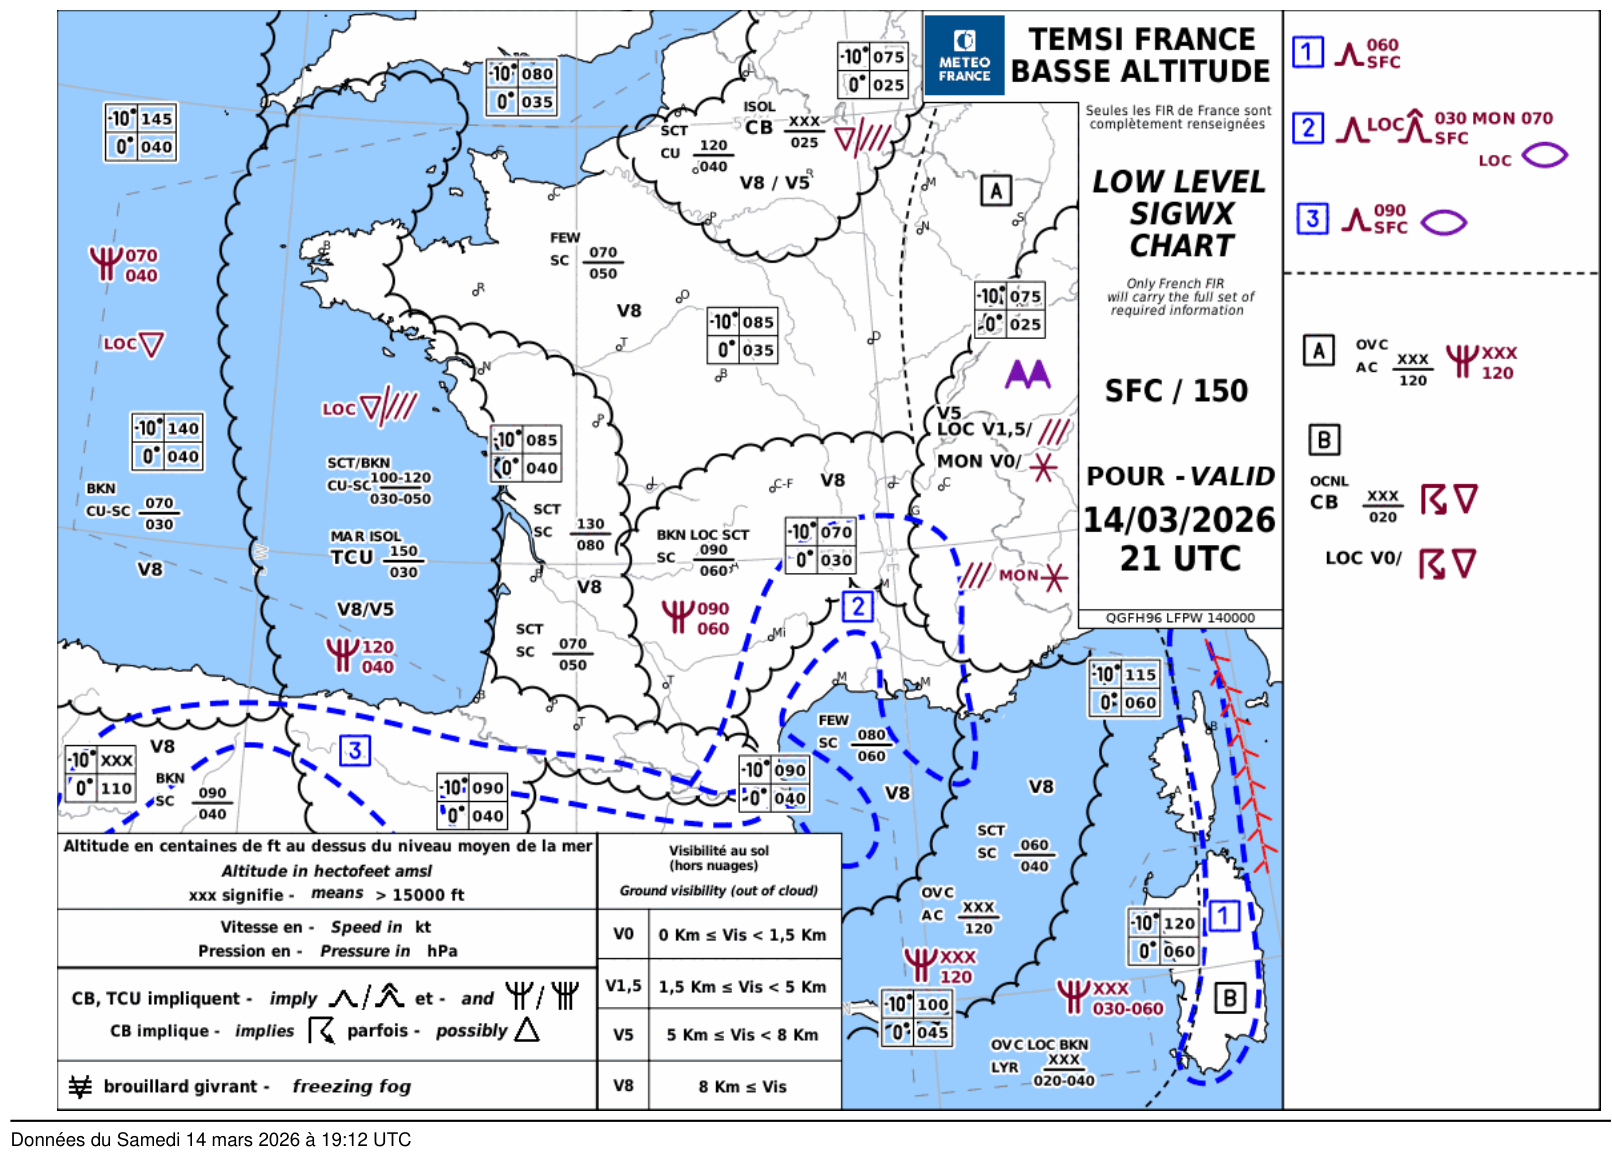 TEMSI FRANCE
BASSE ALTITUDE
METEO
FRANCE
Seules les FIR de France sont
complètement renseignées
LOW LEVEL
SIGWX
CHART
Only French FIR
will carry the full set of
required information
SFC / 150
POUR - VALID
14/03/2026
21 UTC
QGFH96 LFPW 140000
1 060
SFC
2 LOC 030 MON 070
SFC
LOC
3 090
SFC
A OVC
AC XXX
120
XXX
120
B
OCNL
CB XXX
020
LOC V0/
-10° 145
0° 040
-10° 080
0° 035
-10° 075
0° 025
ISOL
CB XXX
025
SCT
CU 120
040
V8 / V5
A
070
040
LOC
FEW
SC 070
050
V8
-10° 085
0° 035
-10° 075
0° 025
V5
LOC V1,5/
MON V0/
MON
LOC
-10° 140
0° 040
BKN
CU-SC 070
030
V8
SCT/BKN
CU-SC 100-120
030-050
MAR ISOL
TCU 150
030
V8/V5
120
040
-10° 085
0° 040
SCT
SC 130
080
V8
SCT
SC 070
050
V8
BKN LOC SCT
SC 090
060
090
060
-10° 070
0° 030
2
-10° 115
0° 060
FEW
SC 080
060
V8
V8
-10° XXX
0° 110
V8
BKN
SC 090
040
3
-10° 090
0° 040
-10° 090
0° 040
SCT
SC 060
040
OVC
AC XXX
120
XXX
120
-10° 100
0° 045
XXX
030-060
OVC LOC BKN
LYR XXX
020-040
-10° 120
0° 060
1
B
Altitude en centaines de ft au dessus du niveau moyen de la mer
Altitude in hectofeet amsl
xxx signifie - means > 15000 ft
Vitesse en - Speed in kt
Pression en - Pressure in hPa
CB, TCU impliquent - imply / et - and /
CB implique - implies parfois - possibly
brouillard givrant - freezing fog
Visibilité au sol
(hors nuages)
Ground visibility (out of cloud)
V0 0 Km ≤ Vis < 1,5 Km
V1,5 1,5 Km ≤ Vis < 5 Km
V5 5 Km ≤ Vis < 8 Km
V8 8 Km ≤ Vis
Données du Samedi 14 mars 2026 à 19:12 UTC